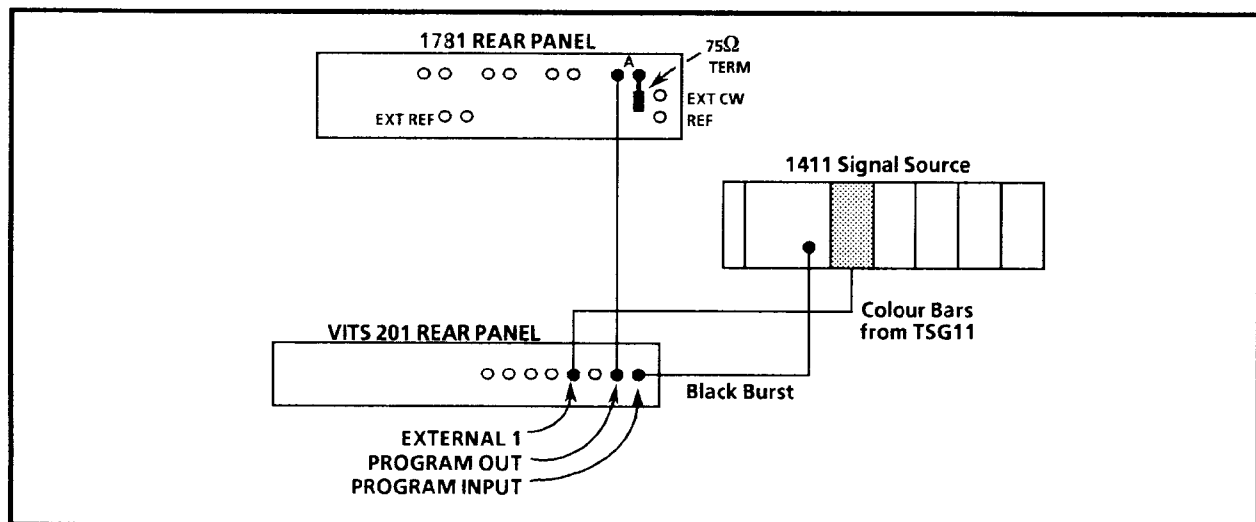 1781 REAR PANEL
A
75Ω
TERM
EXT CW
REF
EXT REF
1411 Signal Source
Colour Bars
from TSG11
VITS 201 REAR PANEL
Black Burst
EXTERNAL 1
PROGRAM OUT
PROGRAM INPUT